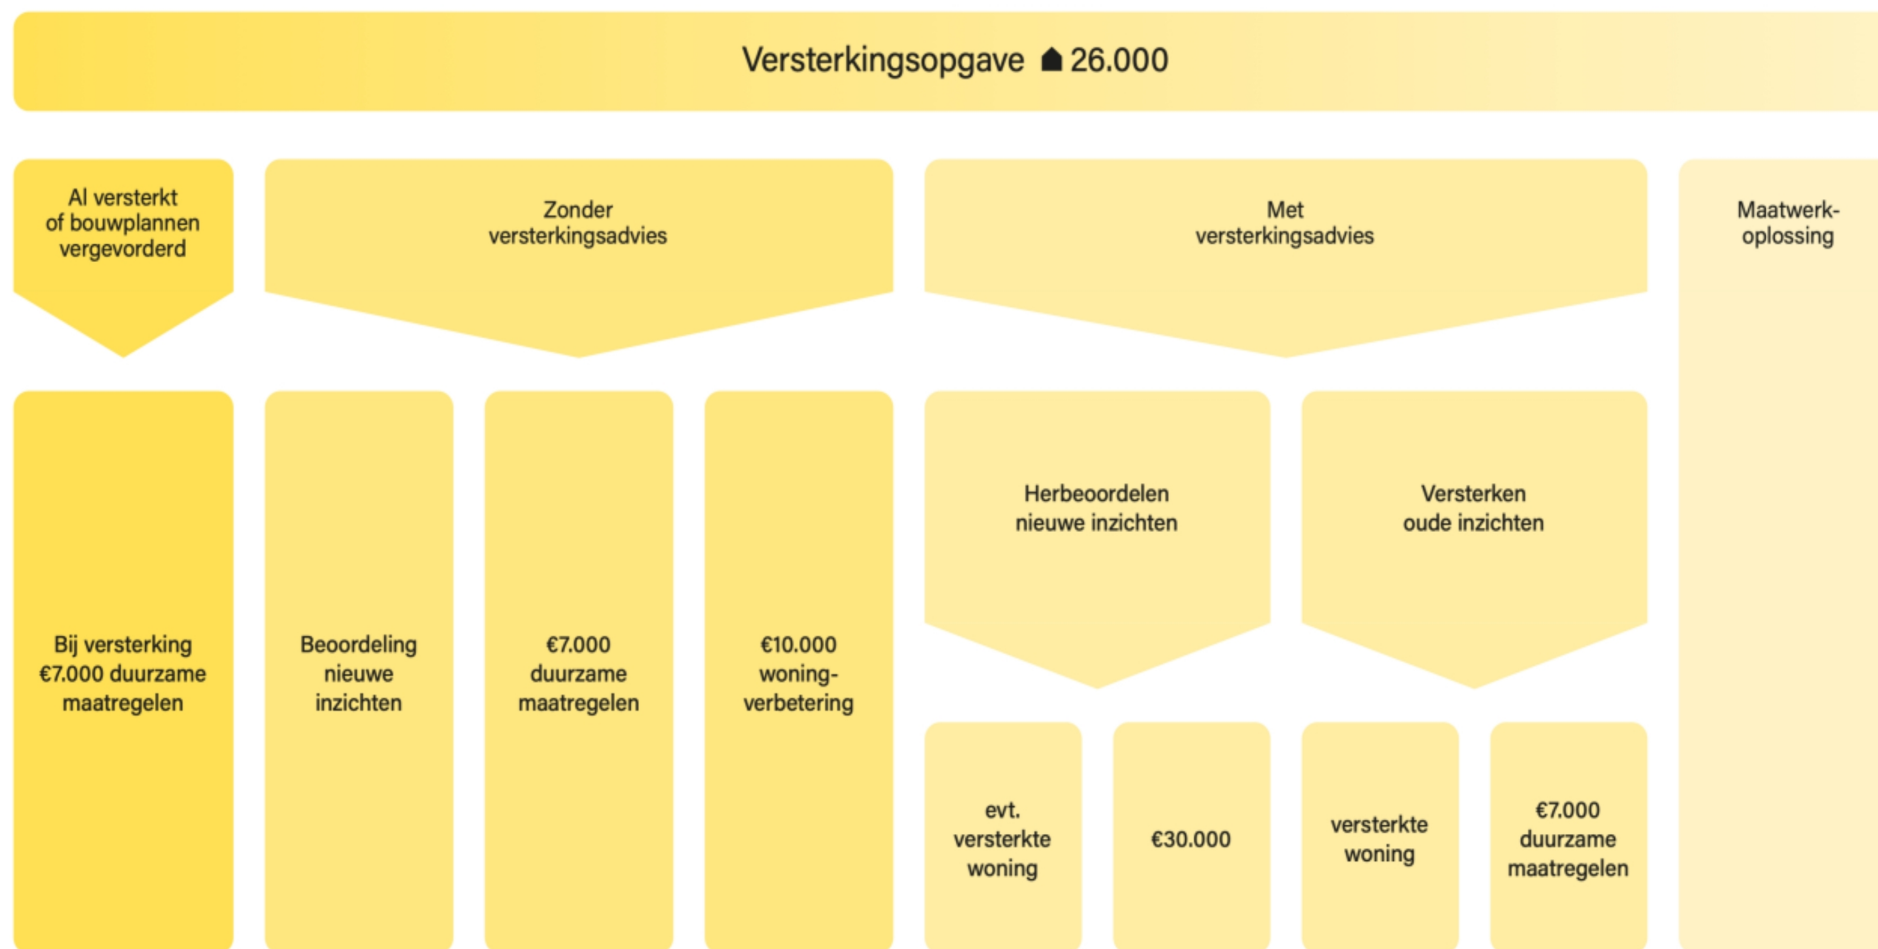 Versterkingsopgave 26.000
Al versterkt
of bouwplannen
vergevorderd
Zonder
versterkingsadvies
Met
versterkingsadvies
Maatwerk-
oplossing
Bij versterking
€7.000 duurzame
maatregelen
Beoordeling
nieuwe
inzichten
€7.000
duurzame
maatregelen
€10.000
woning-
verbetering
Herbeoordelen
nieuwe inzichten
Versterken
oude inzichten
evt.
versterkte
woning
€30.000
versterkte
woning
€7.000
duurzame
maatregelen